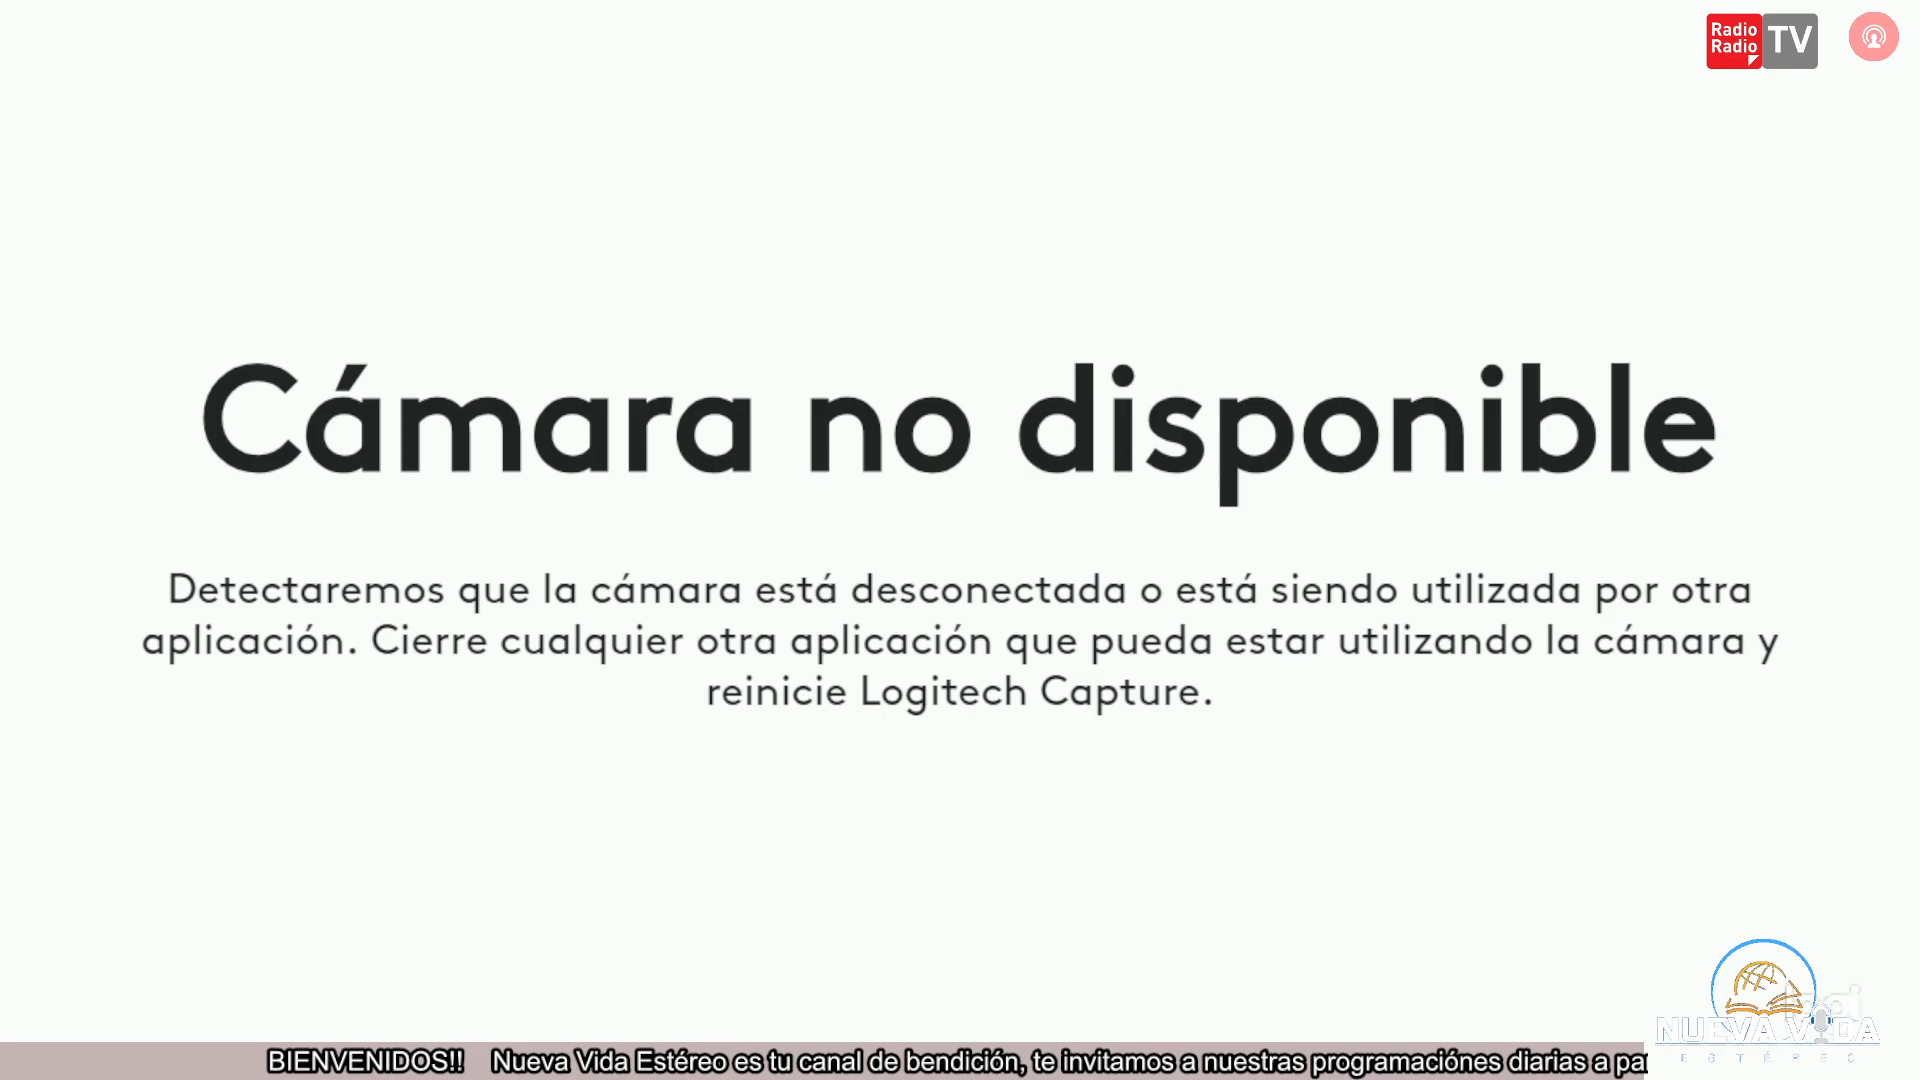 Radio
Radio
TV
Cámara no disponible
Detectaremos que la cámara está desconectada o está siendo utilizada por otra
aplicación. Cierre cualquier otra aplicación que pueda estar utilizando la cámara y
reinicie Logitech Capture.
NUEVA VIDA
ESTÉREO
BIENVENIDOS!! Nueva Vida Estéreo es tu canal de bendición, te invitamos a nuestras programaciónes diarias a